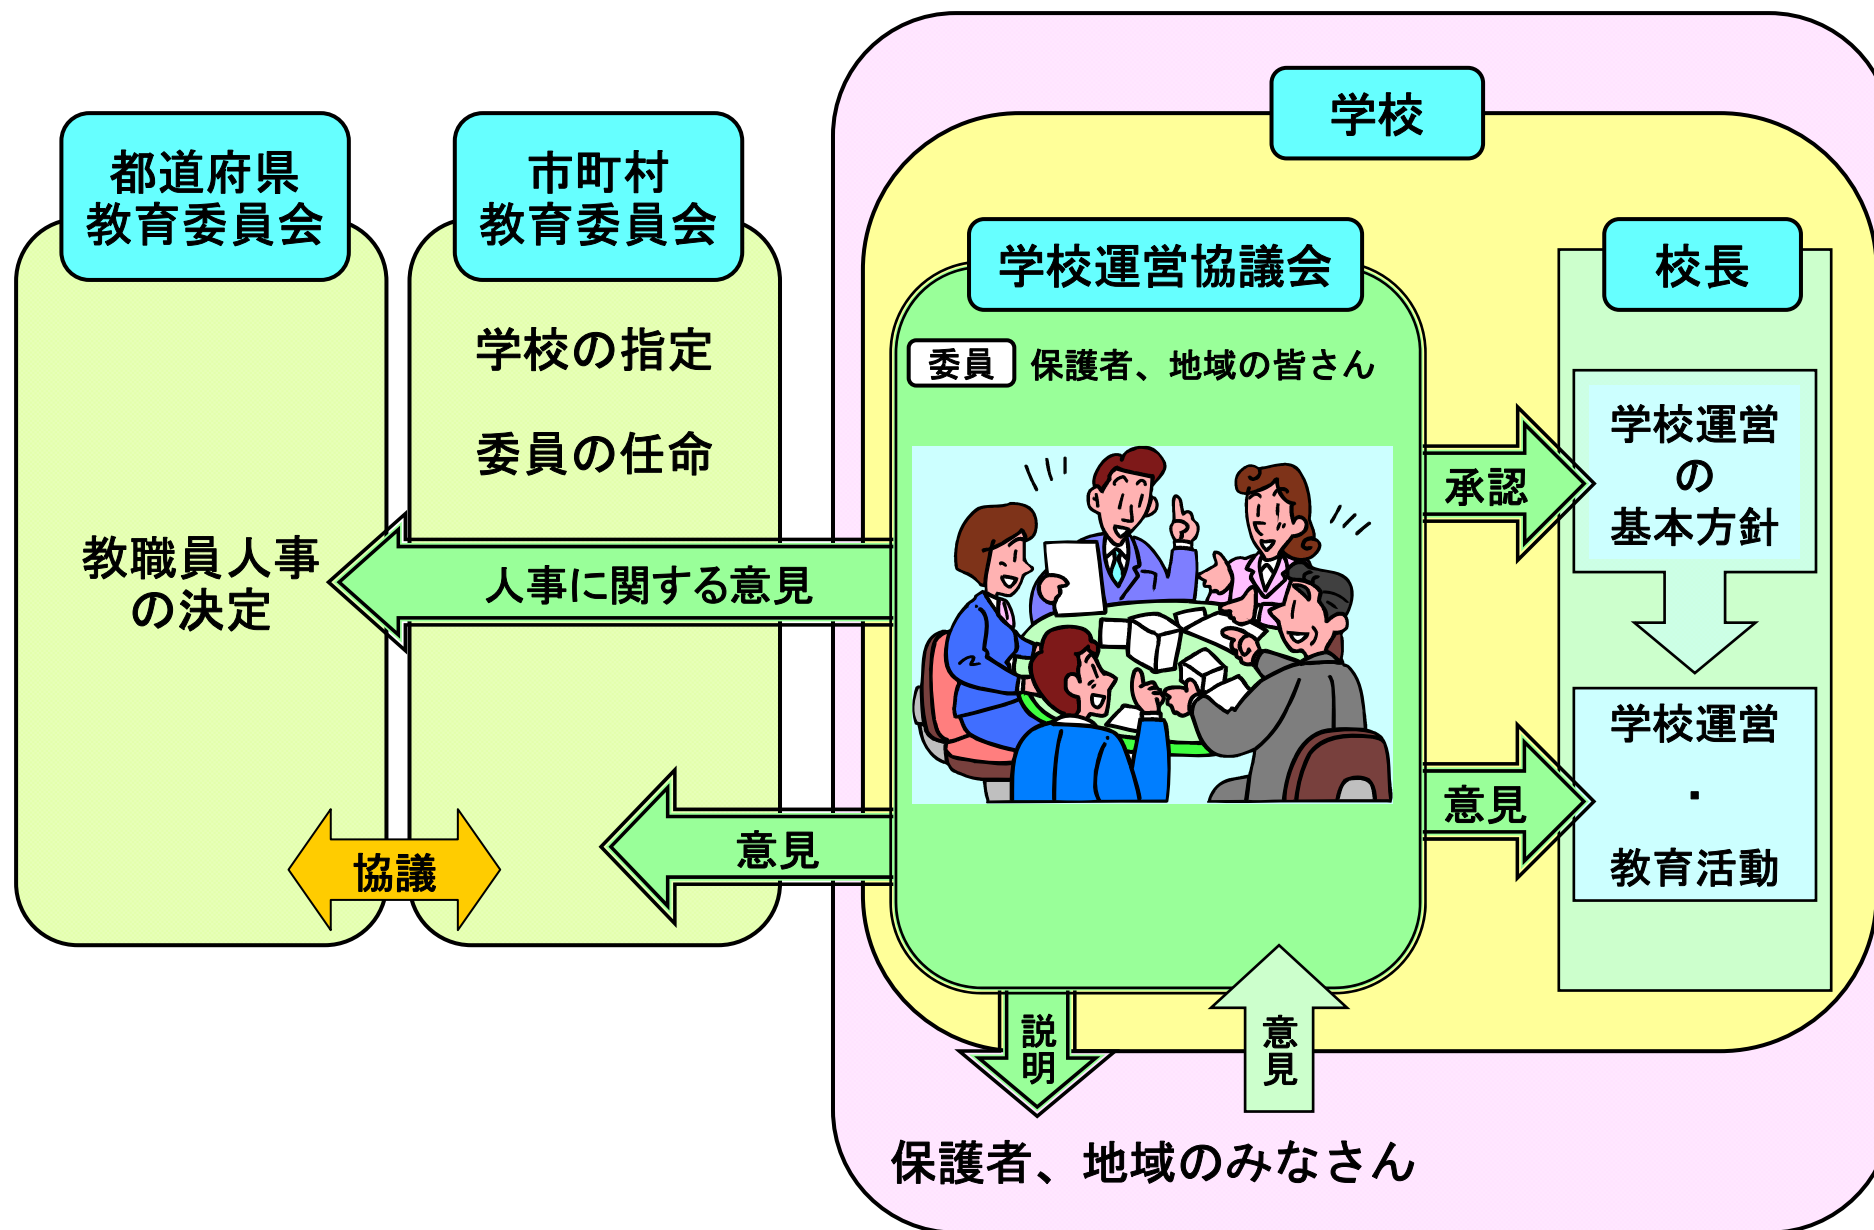 都道府県
教育委員会
教職員人事
の決定
市町村
教育委員会
学校の指定
委員の任命
人事に関する意見
意見
協議
学校
学校運営協議会
委員
保護者、地域の皆さん
承認
意見
校長
学校運営
の
基本方針
学校運営
・
教育活動
説明
意見
保護者、地域のみなさん